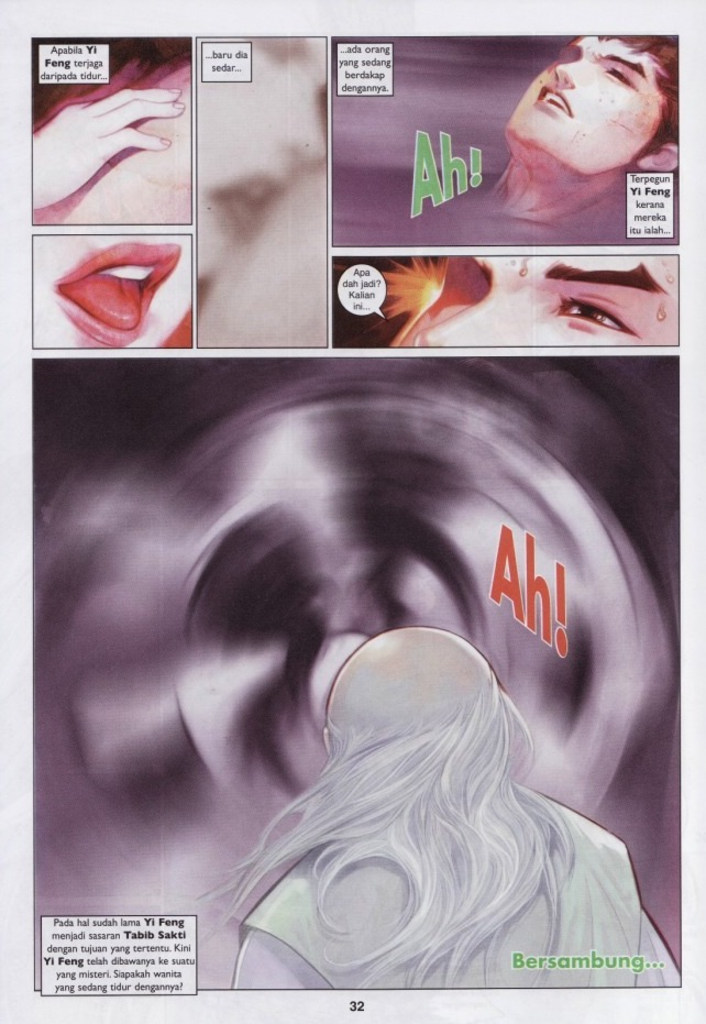 Apabila Yi
Feng terjaga
daripada tidur...
...baru dia
sedar...
...ada orang
yang sedang
berdakap
dengannya.
Ah!
Terpegun
Yi Feng
kerana
mereka
itu ialah...
Apa
dah jadi?
Kalian
ini...
Ah!
Pada hal sudah lama Yi Feng
menjadi sasaran Tabib Sakti
dengan tujuan yang tertentu. Kini
Yi Feng telah dibawanya ke suatu
yang misteri. Siapakah wanita
yang sedang tidur dengannya?
Bersambung...
32